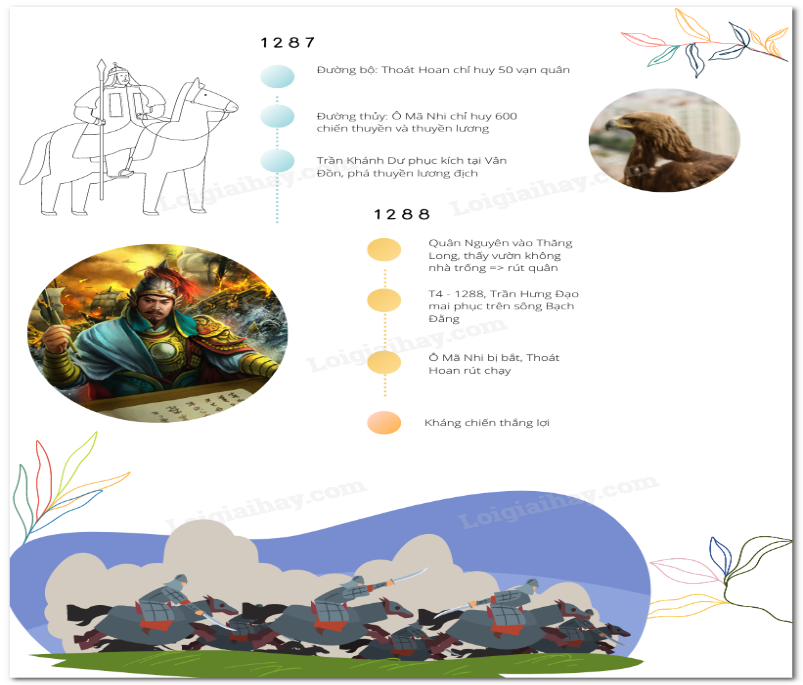 1287
Đường bộ: Thoát Hoan chỉ huy 50 vạn quân
Đường thủy: Ô Mã Nhi chỉ huy 600
chiến thuyền và thuyền lương
Trần Khánh Dư phục kích tại Vân
Đồn, phá thuyền lương địch
Loigiaihay.com
Loigiaihay.com
1288
Quân Nguyên vào Thăng
Long, thấy vườn không
nhà trống => rút quân
T4 - 1288, Trần Hưng Đạo
mai phục trên sông Bạch
Đằng
Loigiaihay.com
Ô Mã Nhi bị bắt, Thoát
Hoan rút chạy
Kháng chiến thắng lợi
Loigiaihay.com
Loigiaihay.com